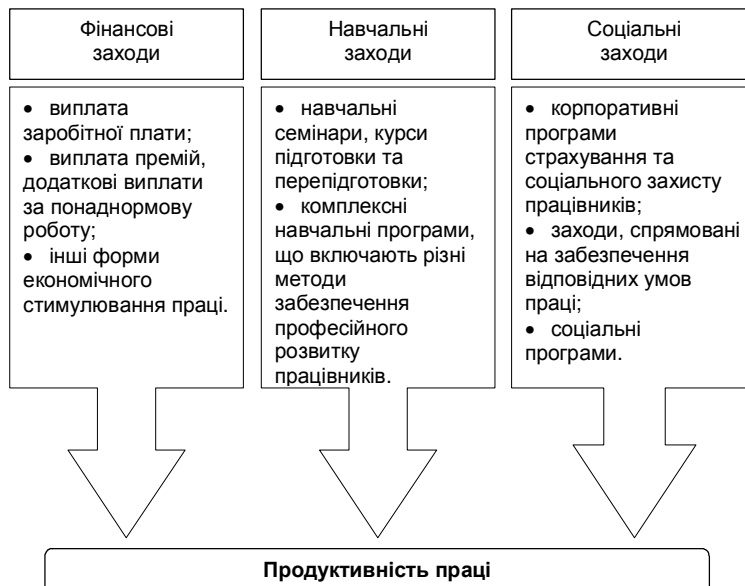 Фінансові
заходи
Навчальні
заходи
Соціальні
заходи
• виплата
заробітної плати;
• виплата премій,
додаткові виплати
за понаднормову
роботу;
• інші форми
економічного
стимулювання праці.
• навчальні
семінари, курси
підготовки та
перепідготовки;
• комплексні
навчальні програми,
що включають різні
методи
забезпечення
професійного
розвитку
працівників.
• корпоративні
програми
страхування та
соціального захисту
працівників;
• заходи, спрямовані
на забезпечення
відповідних умов
праці;
• соціальні
програми.
Продуктивність праці